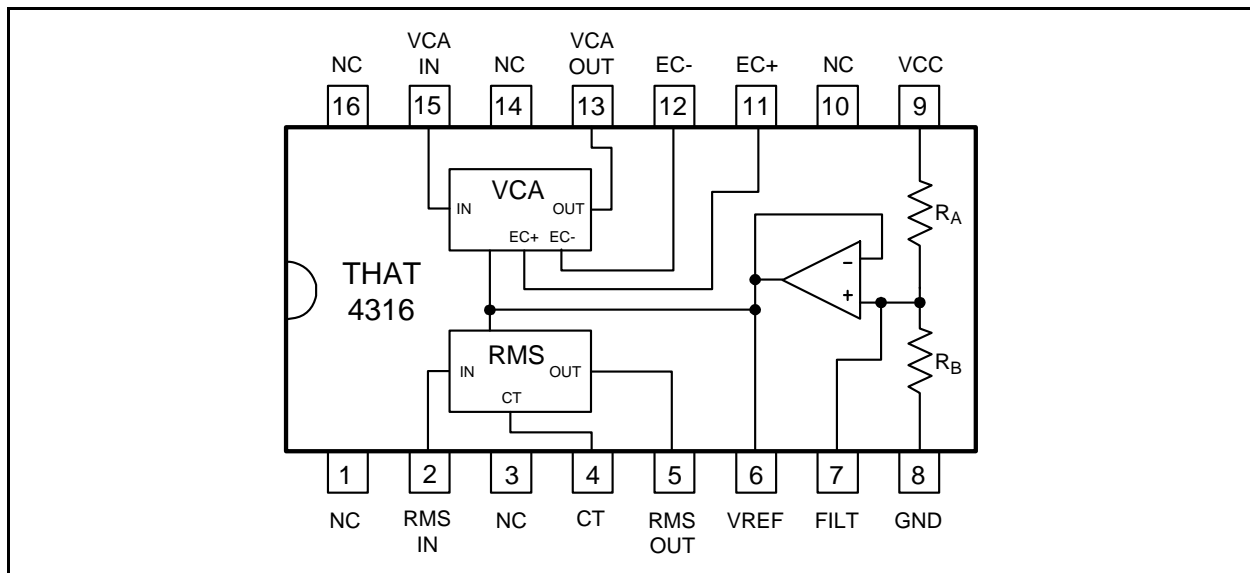 VCA VCA
NC IN NC OUT EC- EC+ NC VCC
16 15 14 13 12 11 10 9
VCA
IN OUT
EC+ EC-
RA
−
+
THAT
4316
RMS
IN OUT
CT
RB
1 2 3 4 5 6 7 8
NC RMS NC CT RMS VREF FILT GND
IN OUT